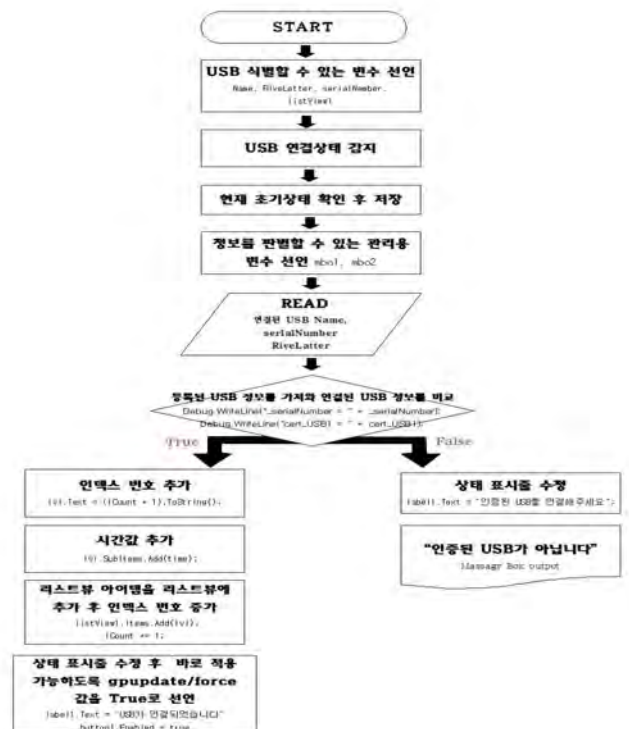 START
USB 식별할 수 있는 변수 선언
Name, RiveLatter, serialNumber,
listView1
USB 연결상태 감지
현재 초기상태 확인 후 저장
정보를 판별할 수 있는 관리용
변수 선언 mbo1, mbo2
READ
연결된 USB Name,
serialNumber
RiveLatter
등록된 USB 정보를 가져와 연결된 USB 정보를 비교
Debug.WriteLine("_serialNumber = " + _serialNumber);
Debug.WriteLine("cert_USB1 = " + cert_USB1);
True
False
인덱스 번호 추가
lvi.Text = (iCount + 1).ToString();
시간값 추가
lvi.SubItems.Add(time);
리스트뷰 아이템을 리스트뷰에
추가 후 인덱스 번호 증가
listView1.Items.Add(lvi);
iCount += 1;
상태 표시줄 수정 후 바로 적용
가능하도록 gpupdate/force
값을 True로 선언
label1.Text = "USB가 연결되었습니다"
button1.Enabled = true
상태 표시줄 수정
label1.Text = "인증된 USB를 연결해주세요";
“인증된 USB가 아닙니다”
Massagy Box output